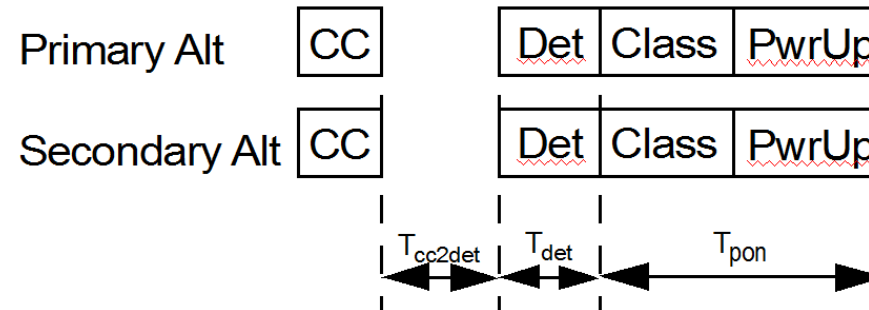 Primary Alt CC Det Class PwrUp
Secondary Alt CC Det Class PwrUp
Tcc2det Tdet Tpon